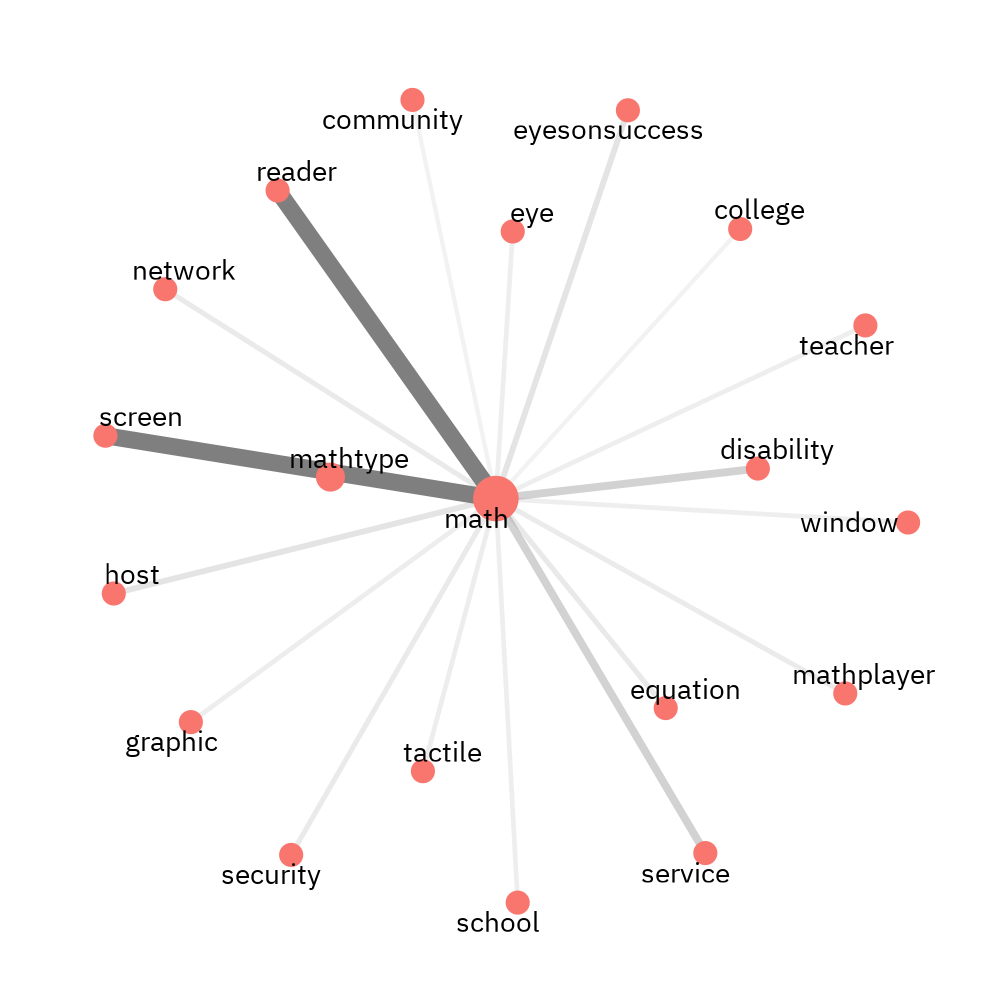 community
eyesonsuccess
reader
eye
college
network
teacher
screen
mathtype
disability
math
window
host
equation
mathplayer
graphic
tactile
security
service
school